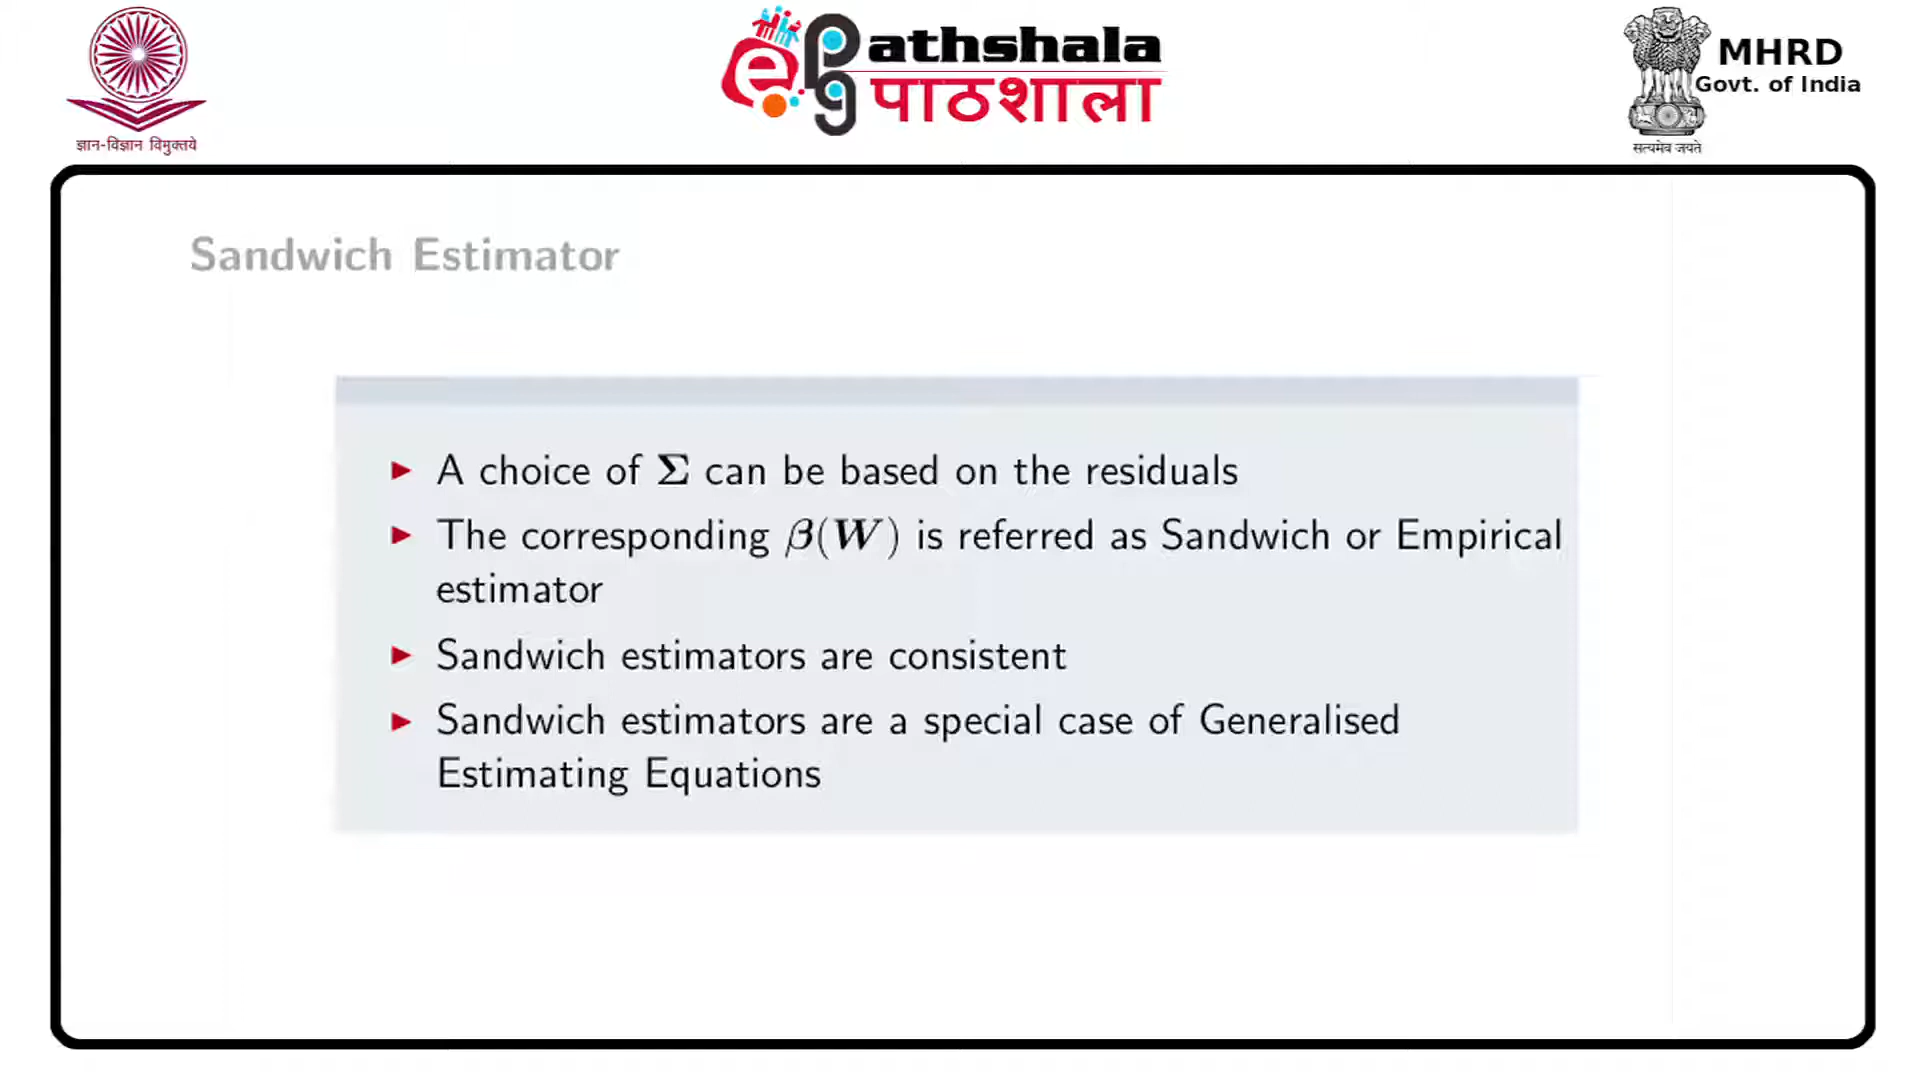 ज्ञान-विज्ञान विमुक्तये
ePG athshala
पाठशाला
MHRD
Govt. of India
सत्यमेव जयते
Sandwich Estimator
▶ A choice of Σ can be based on the residuals
▶ The corresponding β(W) is referred as Sandwich or Empirical
estimator
▶ Sandwich estimators are consistent
▶ Sandwich estimators are a special case of Generalised
Estimating Equations